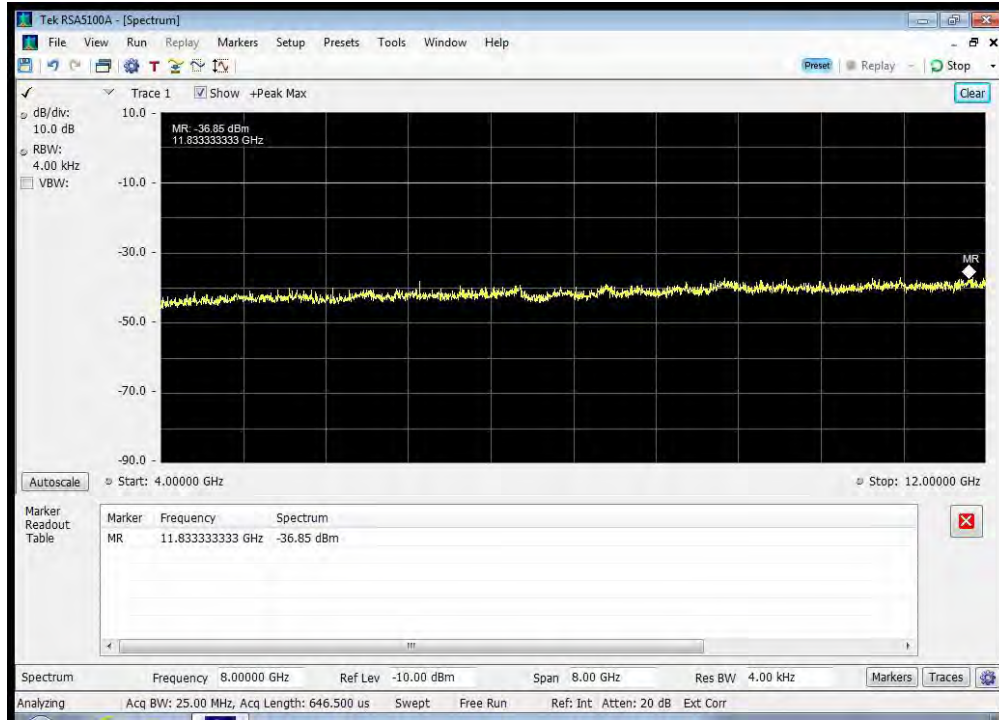 Tek RSA5100A - [Spectrum]
File View Run Replay Markers Setup Presets Tools Window Help
T
Preset Replay Stop
Trace 1 Show +Peak Max Clear
dB/div:
10.0 dB
RBW:
4.00 kHz
VBW:
10.0
MR: -36.85 dBm
11.833333333 GHz
-10.0
-30.0
MR
-50.0
-70.0
-90.0
Autoscale Start: 4.00000 GHz Stop: 12.00000 GHz
Marker
Readout
Table
Marker Frequency Spectrum
MR 11.833333333 GHz -36.85 dBm
Spectrum Frequency 8.00000 GHz Ref Lev -10.00 dBm Span 8.00 GHz Res BW 4.00 kHz Markers Traces
Analyzing Acq BW: 25.00 MHz, Acq Length: 646.500 us Swept Free Run Ref: Int Atten: 20 dB Ext Corr